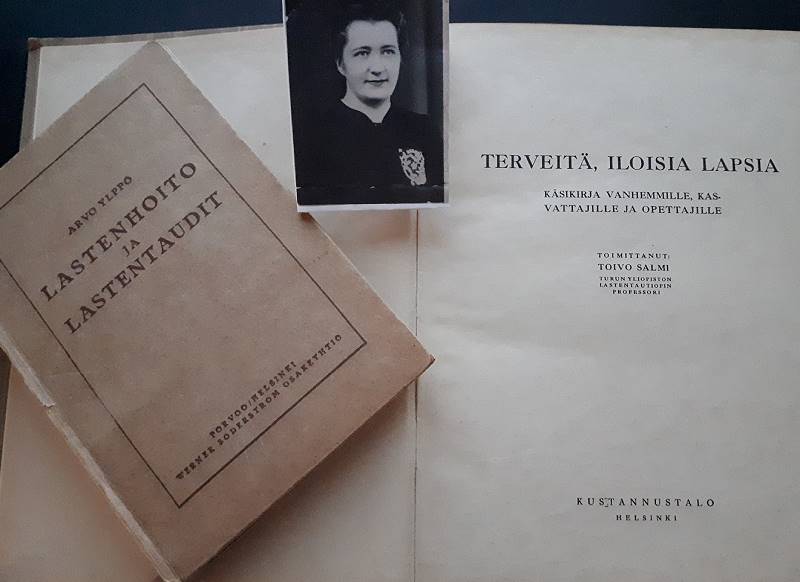 ARVO YLPPÖ
LASTENHOITO
JA
LASTENTAUDIT
PORVOO/HELSINKI
WERNER SÖDERSTRÖM OSAKEYHTIÖ
TERVEITÄ, ILOISIA LAPSIA
KÄSIKIRJA VANHEMMILLE, KAS-
VATTAJILLE JA OPETTAJILLE
TOIMITTANUT:
TOIVO SALMI
TURUN YLIOPISTON
LASTENTAUTIOPIN
PROFESSORI
KUSTANNUSTALO
HELSINKI